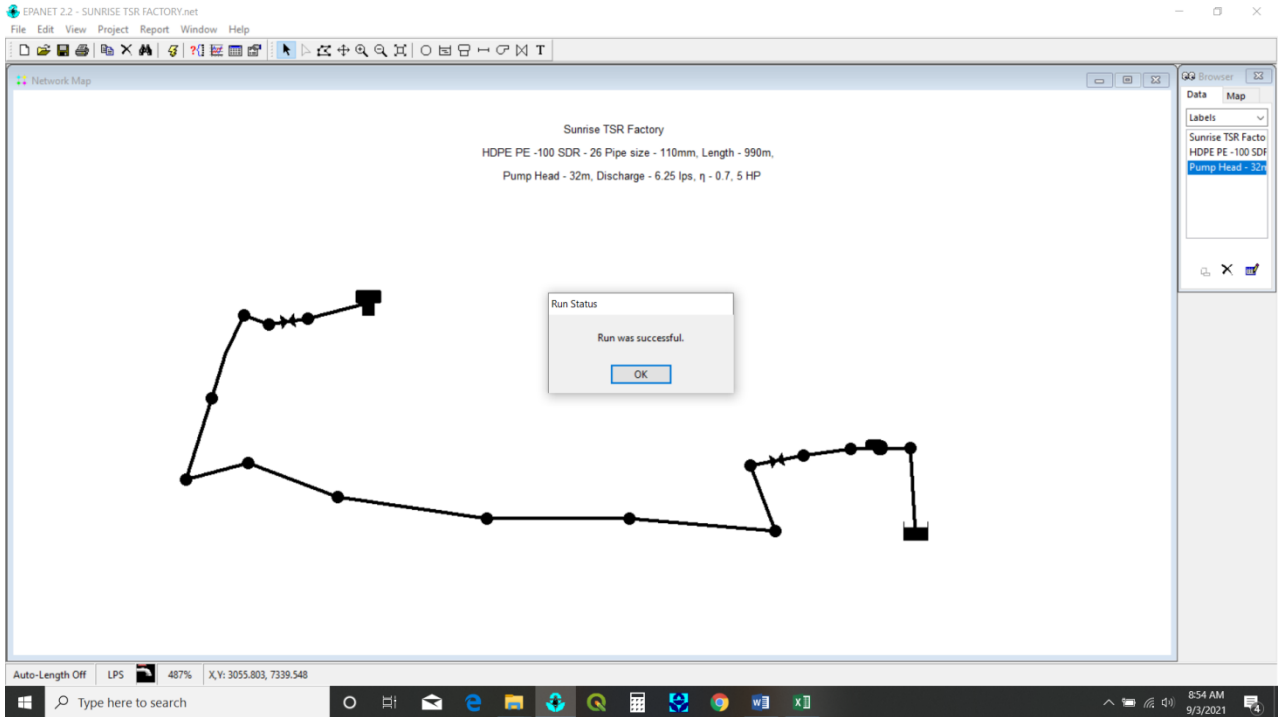 EPANET 2.2 - SUNRISE TSR FACTORY.net
File Edit View Project Report Window Help
T
Network Map
Browser
Data Map
Labels
Sunrise TSR Facto
HDPE PE -100 SDF
Pump Head - 32m
Sunrise TSR Factory
HDPE PE -100 SDR - 26 Pipe size - 110mm, Length - 990m,
Pump Head - 32m, Discharge - 6.25 lps, η - 0.7, 5 HP
Run Status
Run was successful.
OK
Auto-Length Off LPS 487% X,Y: 3055.803, 7339.548
Type here to search
8:54 AM
9/3/2021
4